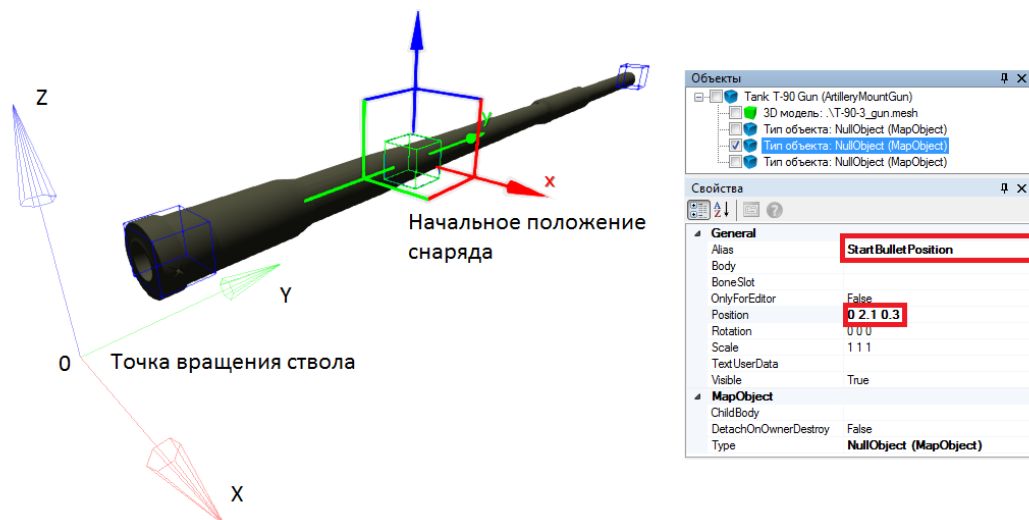 Z
y
x
Начальное положение
снаряда
Y
0
Точка вращения ствола
X
Объекты
Tank T-90 Gun (ArtilleryMountGun)
3D модель: .\T-90-3_gun.mesh
Тип объекта: NullObject (MapObject)
Тип объекта: NullObject (MapObject)
Тип объекта: NullObject (MapObject)
Свойства
General
Alias StartBulletPosition
Body
BoneSlot
OnlyForEditor False
Position 0 2.1 0.3
Rotation 0 0 0
Scale 1 1 1
TextUserData
Visible True
MapObject
ChildBody
DetachOnOwnerDestroy False
Type NullObject (MapObject)